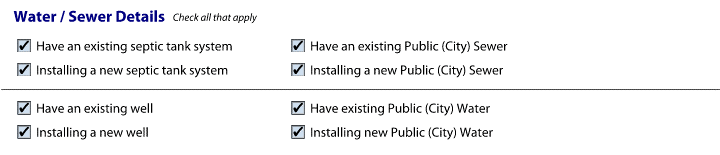 Water / Sewer Details Check all that apply
Have an existing septic tank system Have an existing Public (City) Sewer
Installing a new septic tank system Installing a new Public (City) Sewer
Have an existing well Have existing Public (City) Water
Installing a new well Installing new Public (City) Water